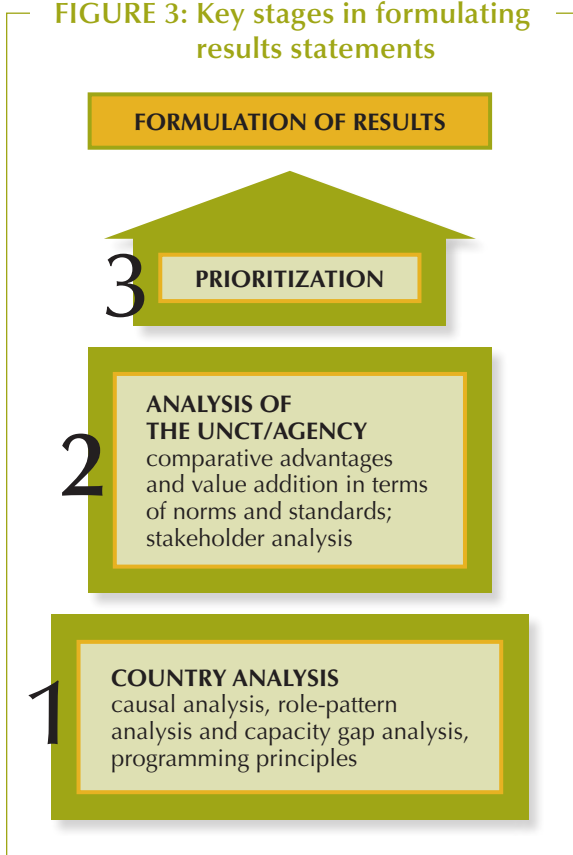 FIGURE 3: Key stages in formulating
results statements
FORMULATION OF RESULTS
3
PRIORITIZATION
2
ANALYSIS OF
THE UNCT/AGENCY
comparative advantages
and value addition in terms
of norms and standards;
stakeholder analysis
1
COUNTRY ANALYSIS
causal analysis, role-pattern
analysis and capacity gap analysis,
programming principles